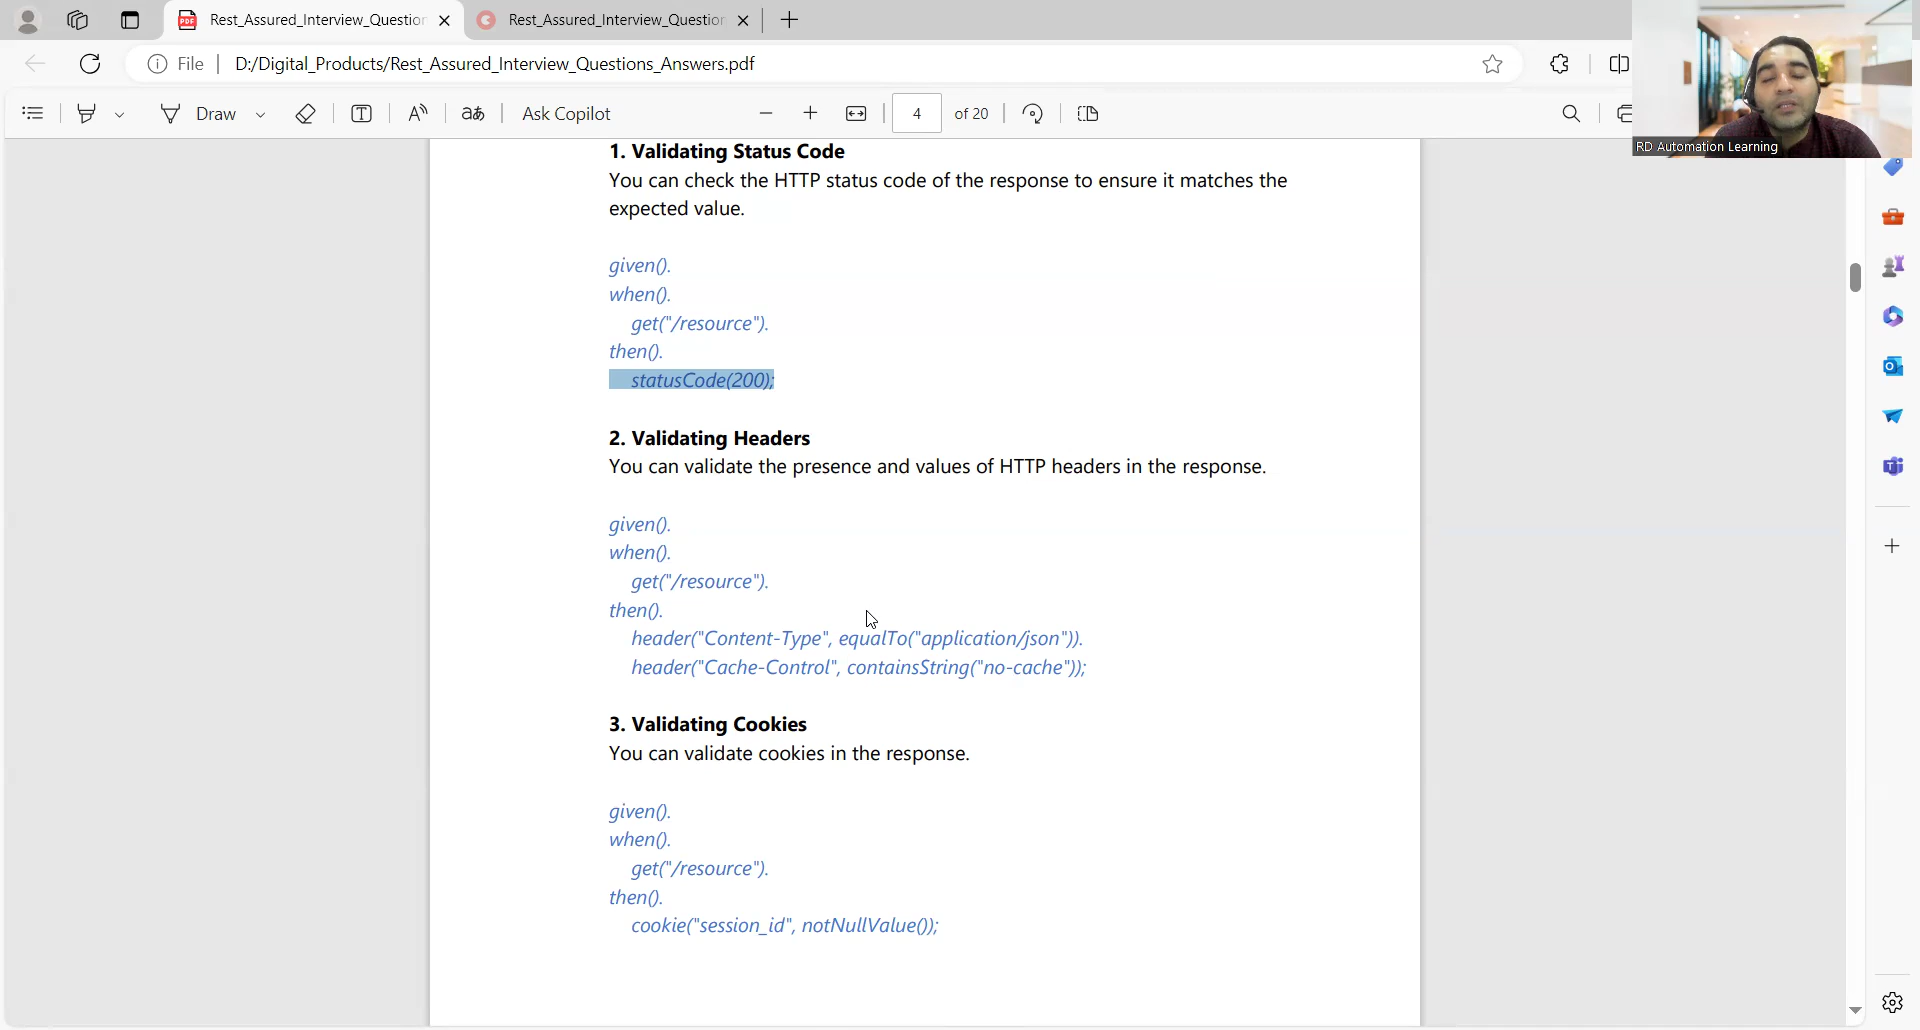 Rest_Assured_Interview_Question
Rest_Assured_Interview_Question
File
D:/Digital_Products/Rest_Assured_Interview_Questions_Answers.pdf
Draw
Ask Copilot
4 of 20
RD Automation Learning
1. Validating Status Code
You can check the HTTP status code of the response to ensure it matches the
expected value.
given().
when().
get("/resource").
then().
statusCode(200);
2. Validating Headers
You can validate the presence and values of HTTP headers in the response.
given().
when().
get("/resource").
then().
header("Content-Type", equalTo("application/json")).
header("Cache-Control", containsString("no-cache"));
3. Validating Cookies
You can validate cookies in the response.
given().
when().
get("/resource").
then().
cookie("session_id", notNullValue());